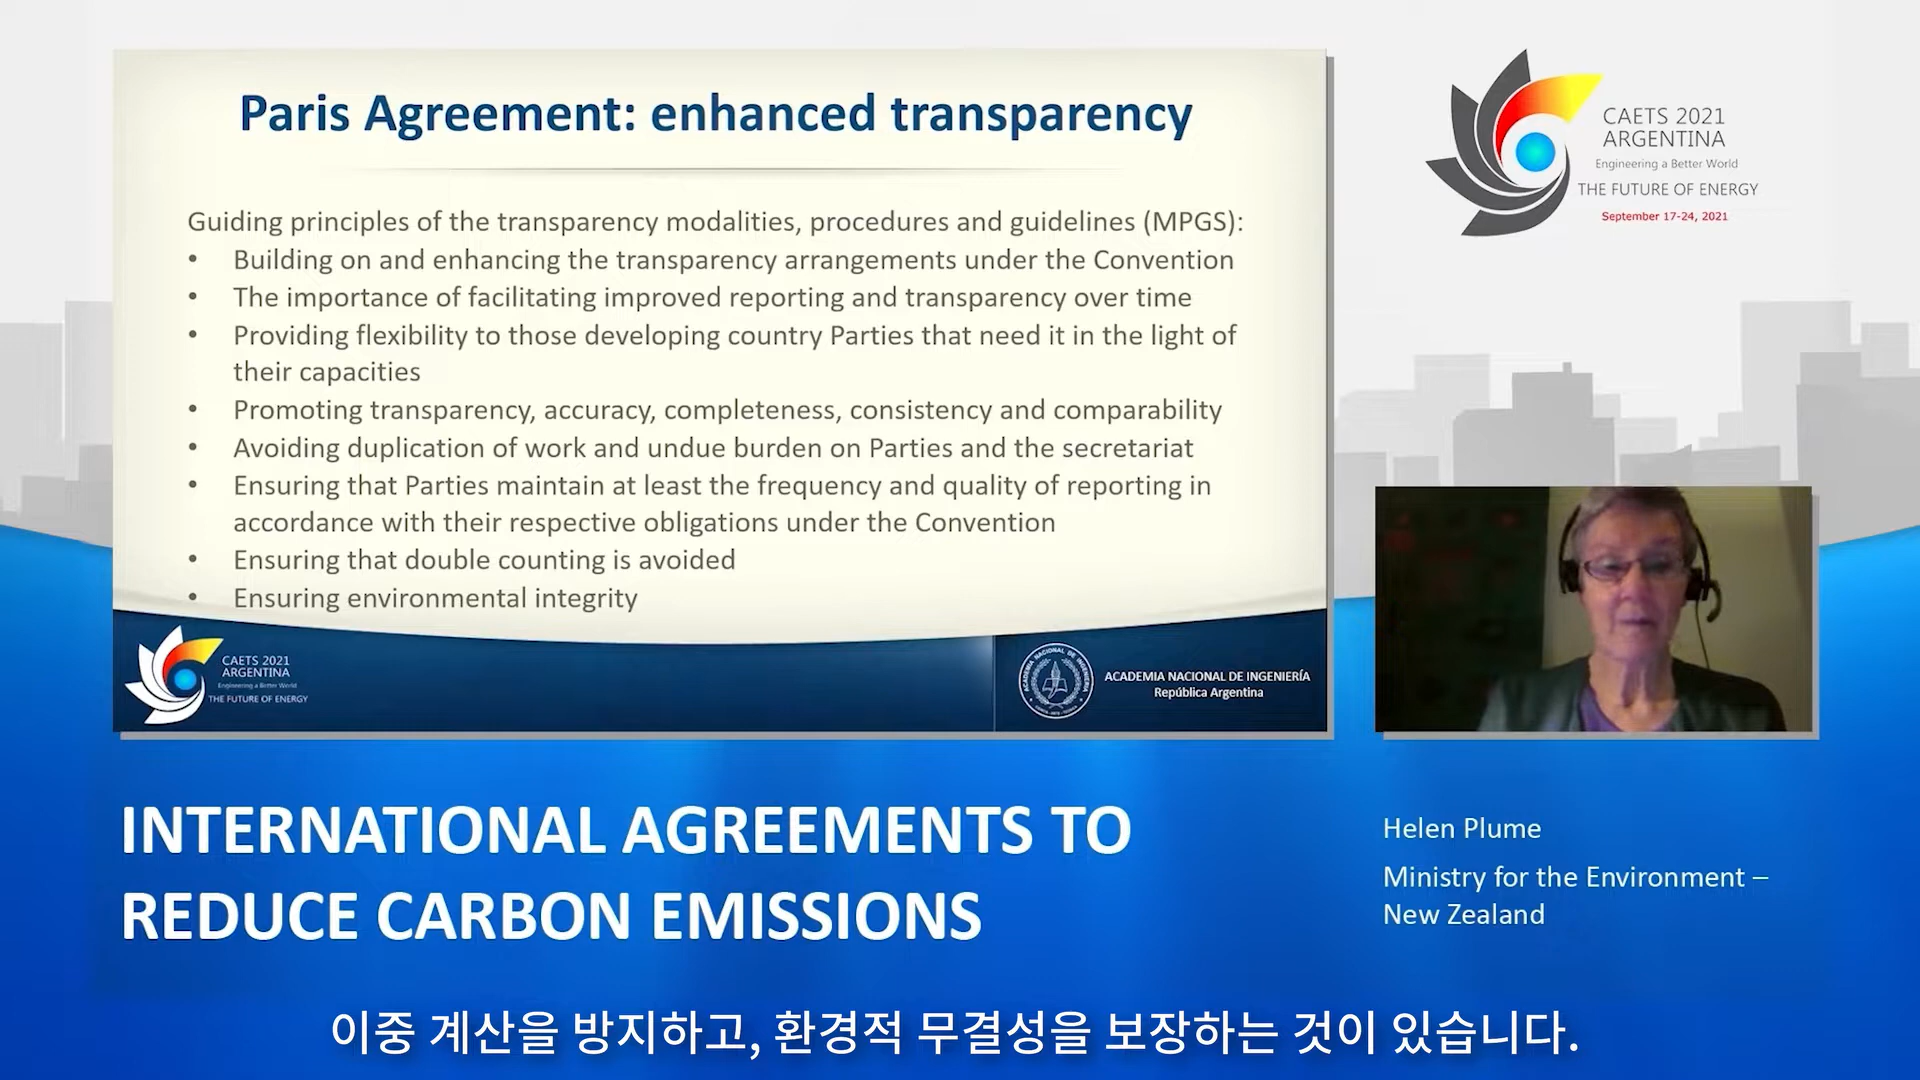 Paris Agreement: enhanced transparency
Guiding principles of the transparency modalities, procedures and guidelines (MPGS):
• Building on and enhancing the transparency arrangements under the Convention
• The importance of facilitating improved reporting and transparency over time
• Providing flexibility to those developing country Parties that need it in the light of
their capacities
• Promoting transparency, accuracy, completeness, consistency and comparability
• Avoiding duplication of work and undue burden on Parties and the secretariat
• Ensuring that Parties maintain at least the frequency and quality of reporting in
accordance with their respective obligations under the Convention
• Ensuring that double counting is avoided
• Ensuring environmental integrity
CAETS 2021
ARGENTINA
Engineering a Better World
THE FUTURE OF ENERGY
ACADEMIA NACIONAL DE INGENIERÍA
República Argentina
CAETS 2021
ARGENTINA
Engineering a Better World
THE FUTURE OF ENERGY
September 17-24, 2021
INTERNATIONAL AGREEMENTS TO
REDUCE CARBON EMISSIONS
Helen Plume
Ministry for the Environment –
New Zealand
이중 계산을 방지하고, 환경적 무결성을 보장하는 것이 있습니다.